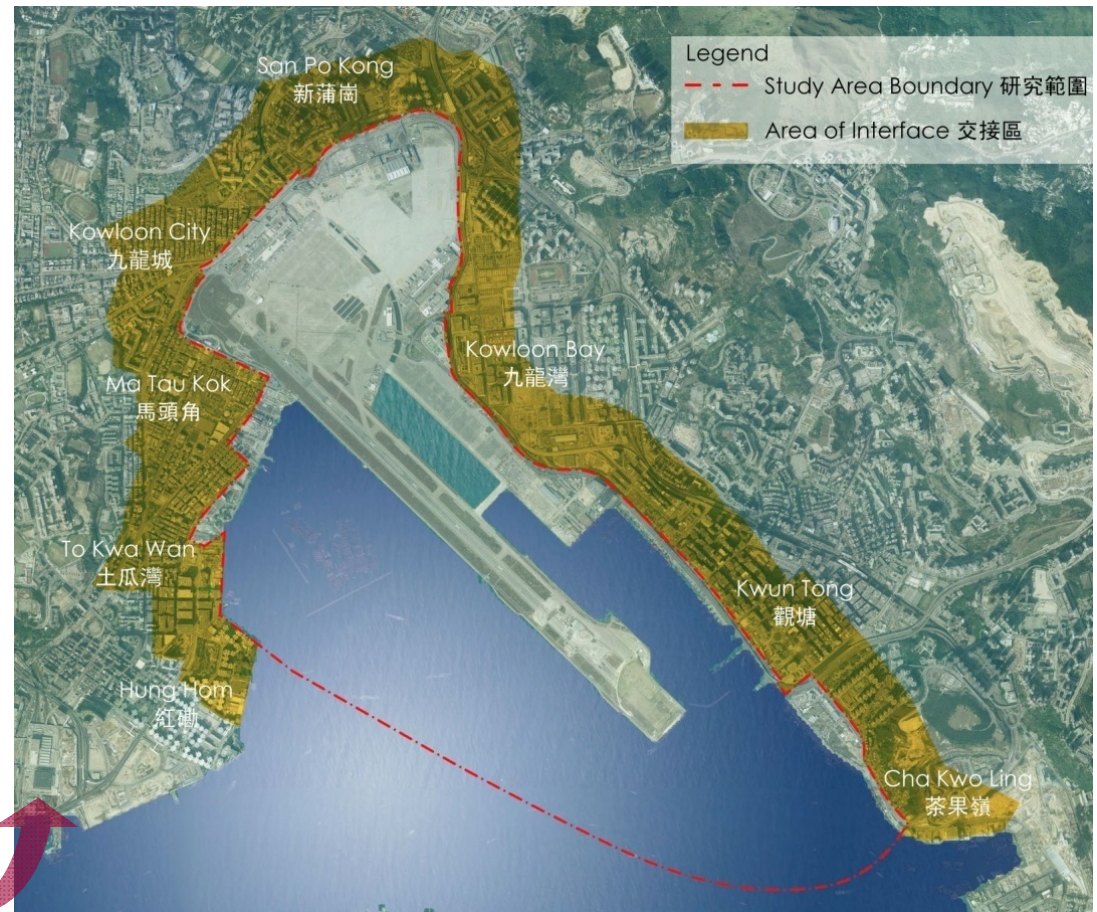 Legend
Study Area Boundary 研究範圍
Area of Interface 交接區
San Po Kong
新蒲崗
Kowloon City
九龍城
Kowloon Bay
九龍灣
Ma Tau Kok
馬頭角
To Kwa Wan
土瓜灣
Kwun Tong
觀塘
Hung Hom
紅磡
Cha Kwo Ling
茶果嶺